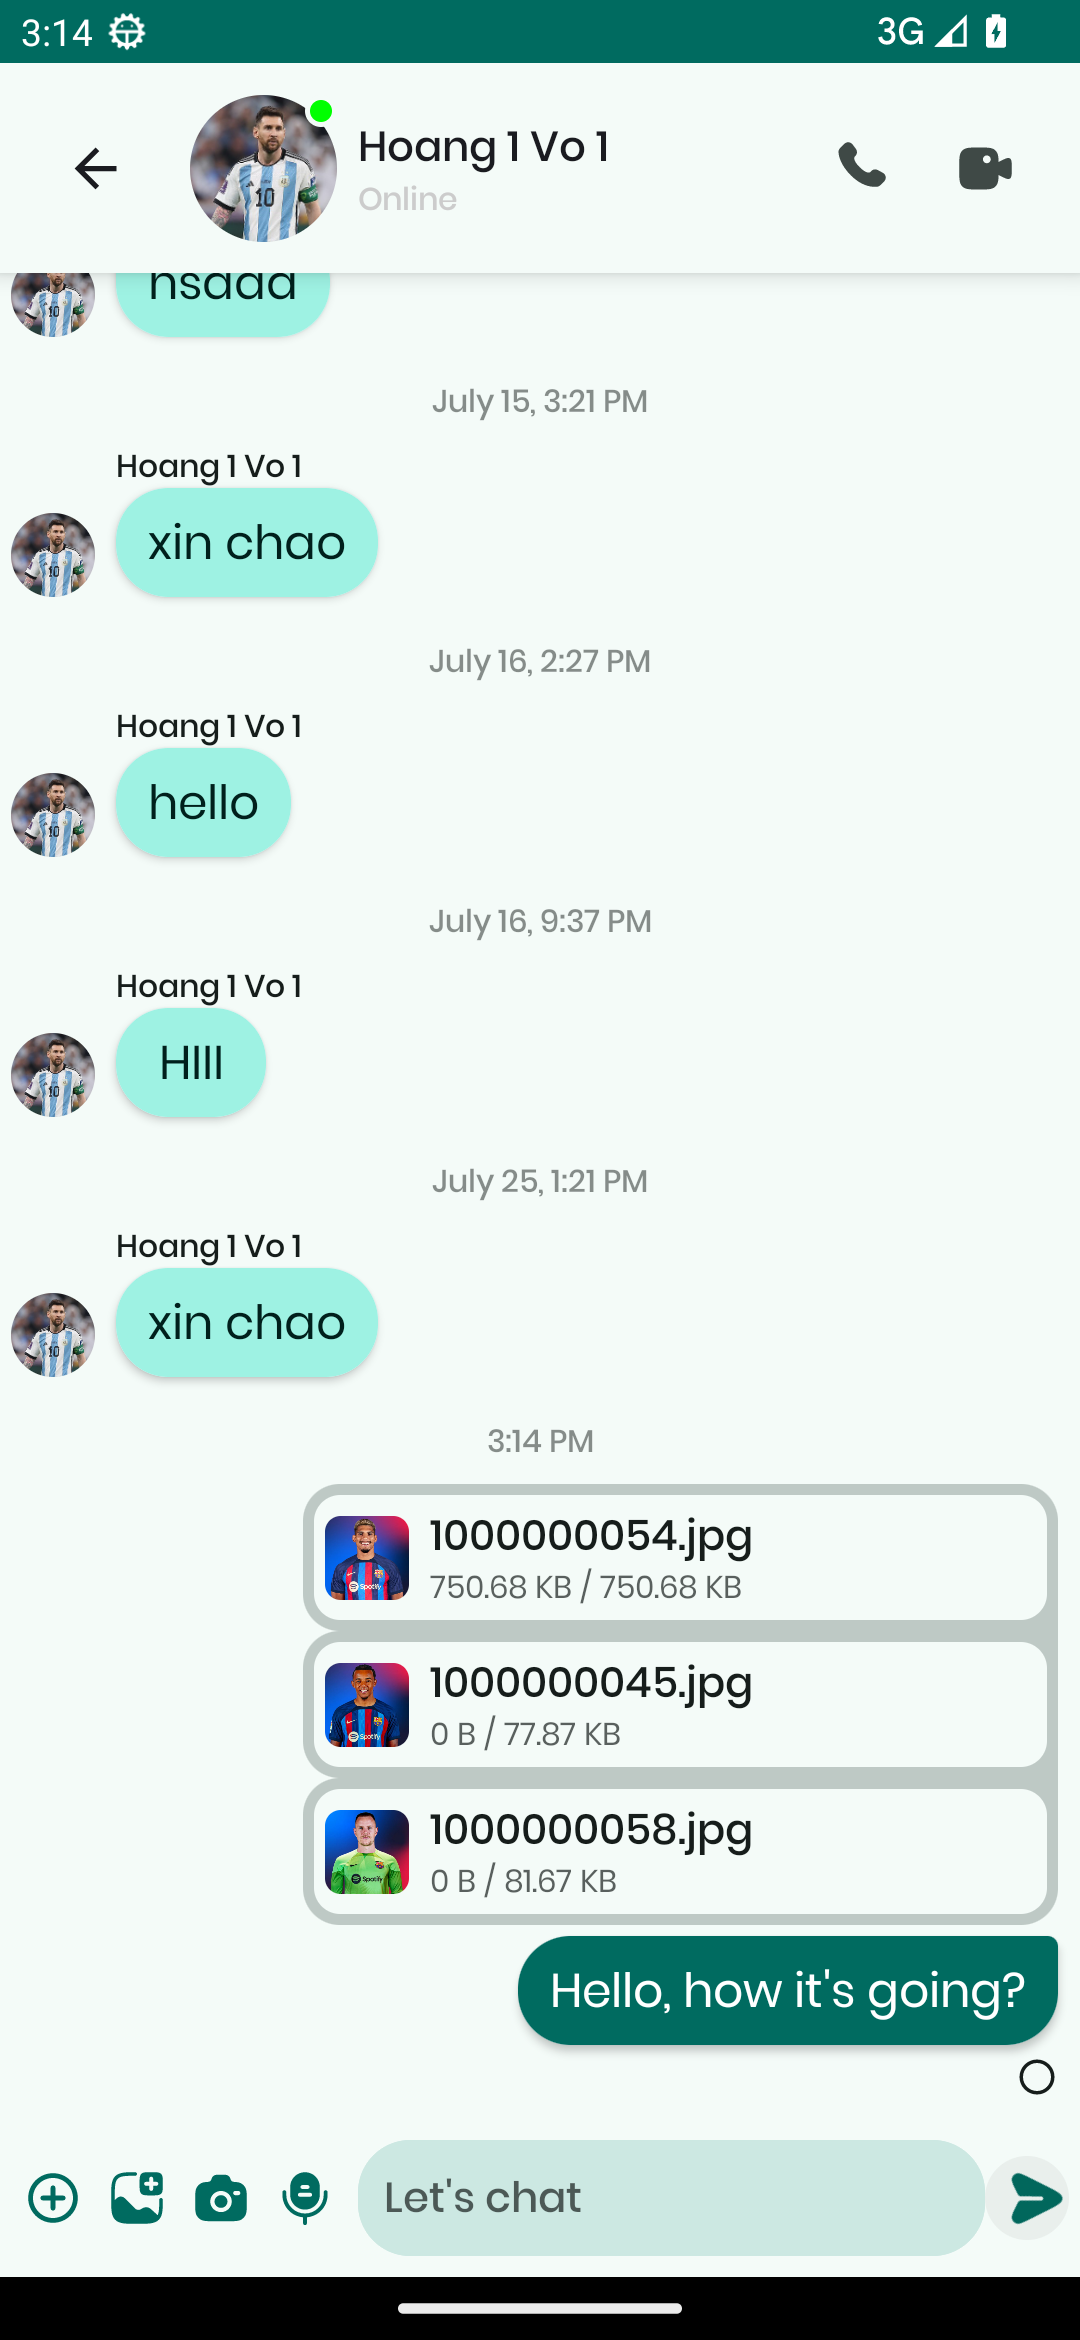 3:14
3G
Hoang 1 Vo 1
Online
July 15, 3:21 PM
Hoang 1 Vo 1
xin chao
July 16, 2:27 PM
Hoang 1 Vo 1
hello
July 16, 9:37 PM
Hoang 1 Vo 1
HIII
July 25, 1:21 PM
Hoang 1 Vo 1
xin chao
3:14 PM
1000000054.jpg
750.68 KB / 750.68 KB
1000000045.jpg
0 B / 77.87 KB
1000000058.jpg
0 B / 81.67 KB
Hello, how it's going?
Let's chat